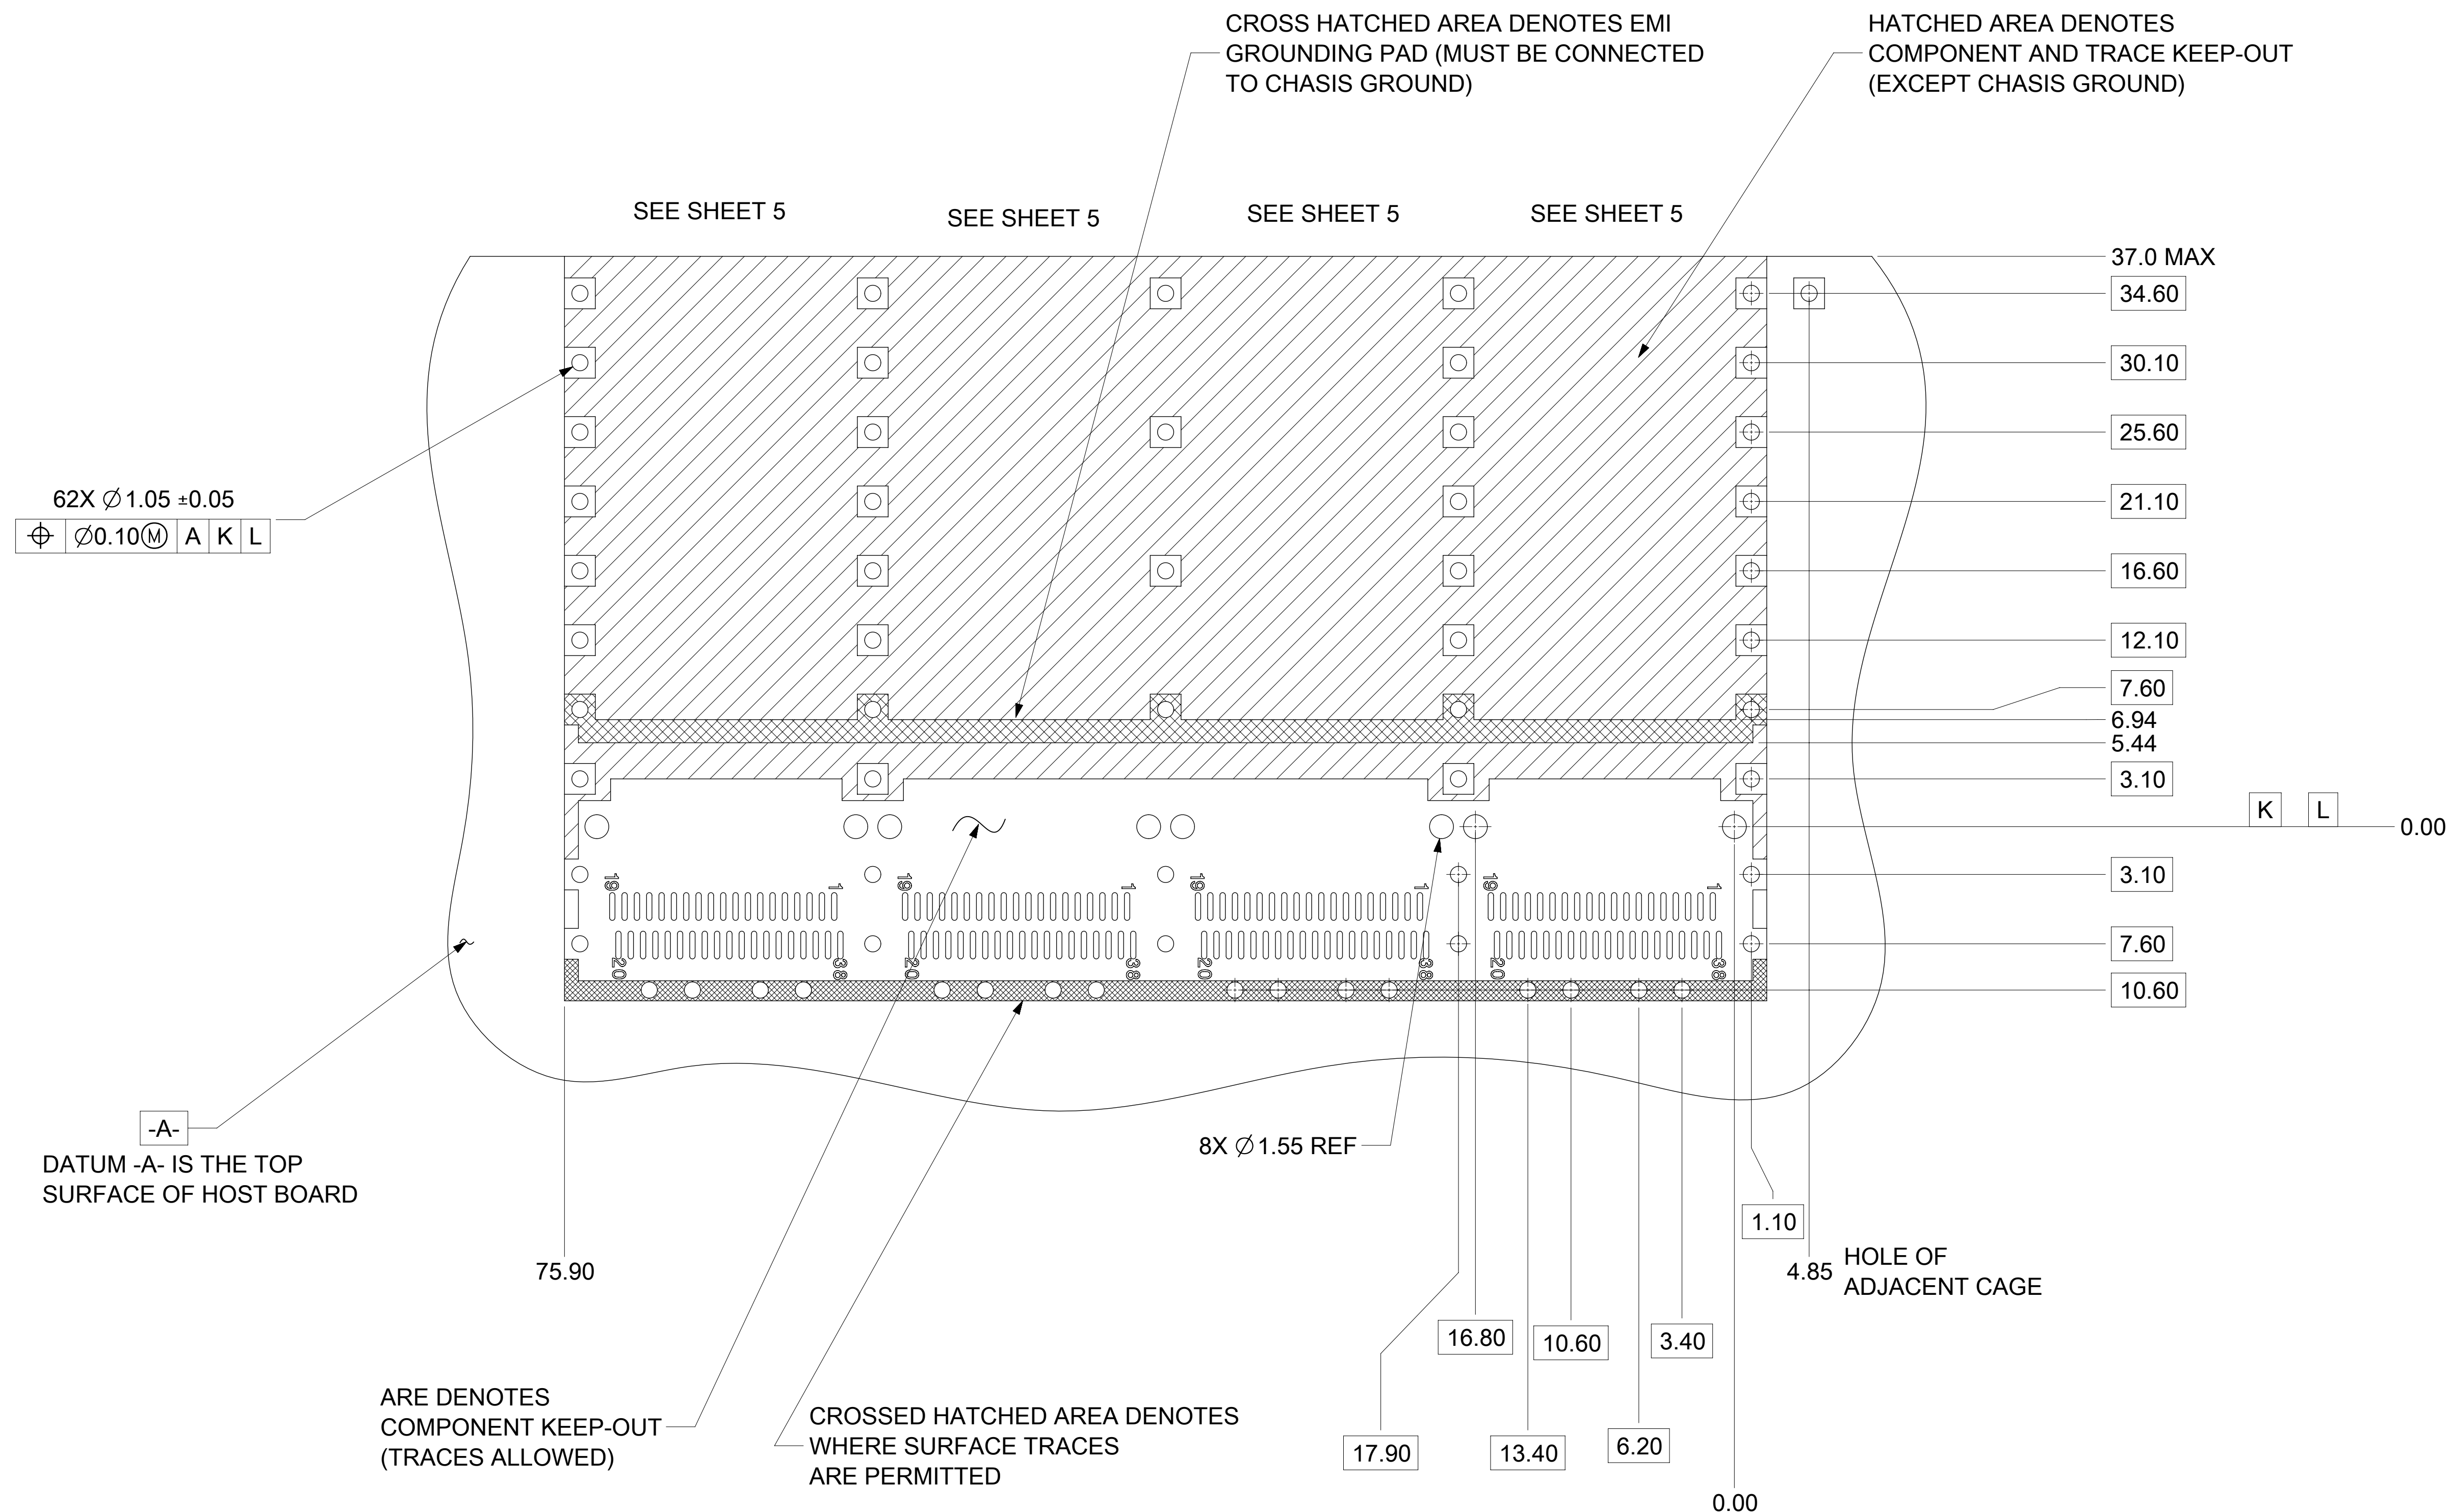 CROSS HATCHED AREA DENOTES EMI
GROUNDING PAD (MUST BE CONNECTED
TO CHASIS GROUND)
HATCHED AREA DENOTES
COMPONENT AND TRACE KEEP-OUT
(EXCEPT CHASIS GROUND)
SEE SHEET 5
SEE SHEET 5
SEE SHEET 5
SEE SHEET 5
37.0 MAX
34.60
30.10
25.60
21.10
16.60
12.10
7.60
6.94
5.44
3.10
K L
0.00
3.10
7.60
10.60
62X ∅1.05 ±0.05
⌖ ∅0.10Ⓜ A K L
19 1 19 1 19 1 19 1
20 38 20 38 20 38 20 38
-A-
DATUM -A- IS THE TOP
SURFACE OF HOST BOARD
8X ∅1.55 REF
75.90
1.10
4.85
HOLE OF
ADJACENT CAGE
16.80
10.60
3.40
17.90
13.40
6.20
0.00
ARE DENOTES
COMPONENT KEEP-OUT
(TRACES ALLOWED)
CROSSED HATCHED AREA DENOTES
WHERE SURFACE TRACES
ARE PERMITTED